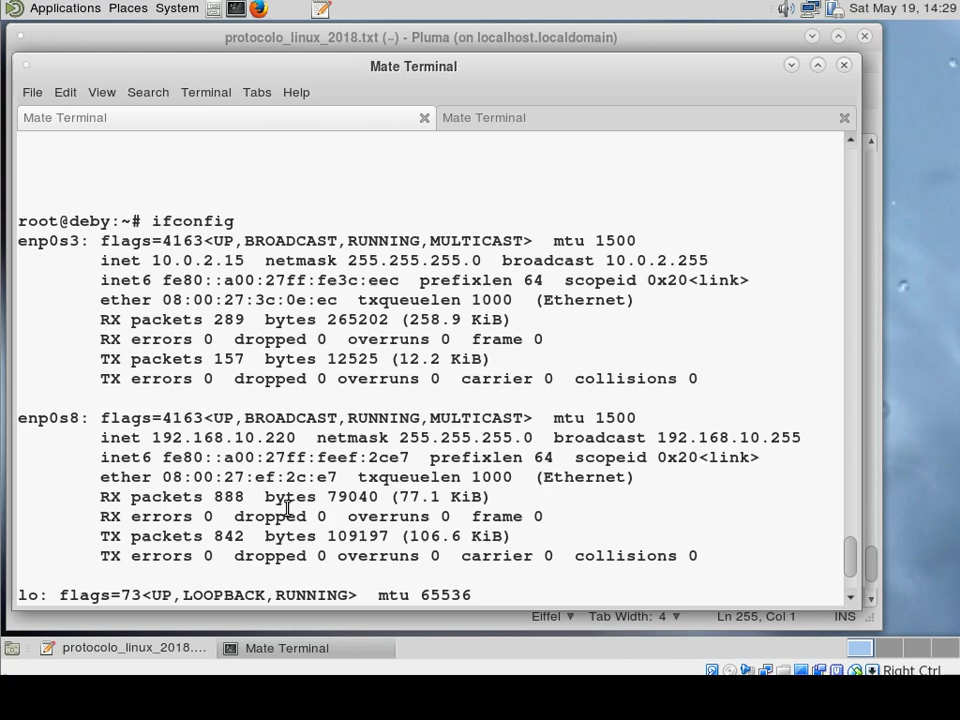 Applications Places System Sat May 19, 14:29
protocolo_linux_2018.txt (~) - Pluma (on localhost.localdomain)
Mate Terminal
File Edit View Search Terminal Tabs Help
Mate Terminal Mate Terminal
root@deby:~# ifconfig
enp0s3: flags=4163<UP,BROADCAST,RUNNING,MULTICAST> mtu 1500
inet 10.0.2.15 netmask 255.255.255.0 broadcast 10.0.2.255
inet6 fe80::a00:27ff:fe3c:eec prefixlen 64 scopeid 0x20<link>
ether 08:00:27:3c:0e:ec txqueuelen 1000 (Ethernet)
RX packets 289 bytes 265202 (258.9 KiB)
RX errors 0 dropped 0 overruns 0 frame 0
TX packets 157 bytes 12525 (12.2 KiB)
TX errors 0 dropped 0 overruns 0 carrier 0 collisions 0
enp0s8: flags=4163<UP,BROADCAST,RUNNING,MULTICAST> mtu 1500
inet 192.168.10.220 netmask 255.255.255.0 broadcast 192.168.10.255
inet6 fe80::a00:27ff:feef:2ce7 prefixlen 64 scopeid 0x20<link>
ether 08:00:27:ef:2c:e7 txqueuelen 1000 (Ethernet)
RX packets 888 bytes 79040 (77.1 KiB)
RX errors 0 dropped 0 overruns 0 frame 0
TX packets 842 bytes 109197 (106.6 KiB)
TX errors 0 dropped 0 overruns 0 carrier 0 collisions 0
lo: flags=73<UP,LOOPBACK,RUNNING> mtu 65536
Eiffel Tab Width: 4 Ln 255, Col 1 INS
protocolo_linux_2018.... Mate Terminal
Right Ctrl